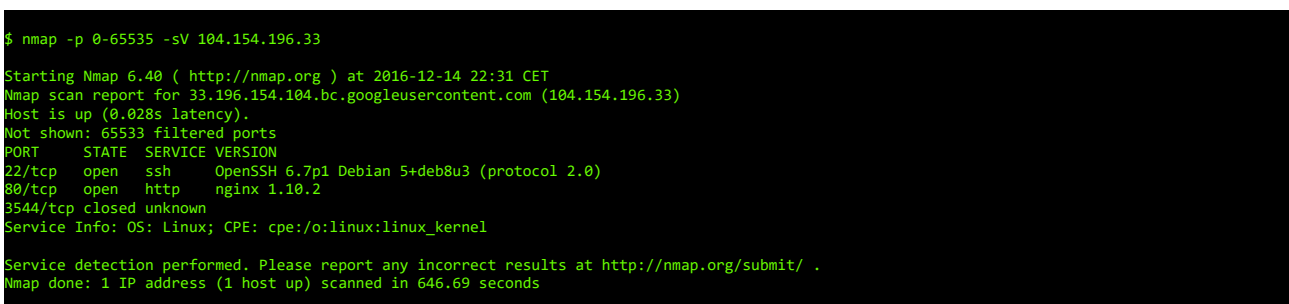 $ nmap -p 0-65535 -sV 104.154.196.33
Starting Nmap 6.40 ( http://nmap.org ) at 2016-12-14 22:31 CET
Nmap scan report for 33.196.154.104.bc.googleusercontent.com (104.154.196.33)
Host is up (0.028s latency).
Not shown: 65533 filtered ports
PORT     STATE  SERVICE VERSION
22/tcp   open   ssh     OpenSSH 6.7p1 Debian 5+deb8u3 (protocol 2.0)
80/tcp   open   http    nginx 1.10.2
3544/tcp closed unknown
Service Info: OS: Linux; CPE: cpe:/o:linux:linux_kernel
Service detection performed. Please report any incorrect results at http://nmap.org/submit/ .
Nmap done: 1 IP address (1 host up) scanned in 646.69 seconds